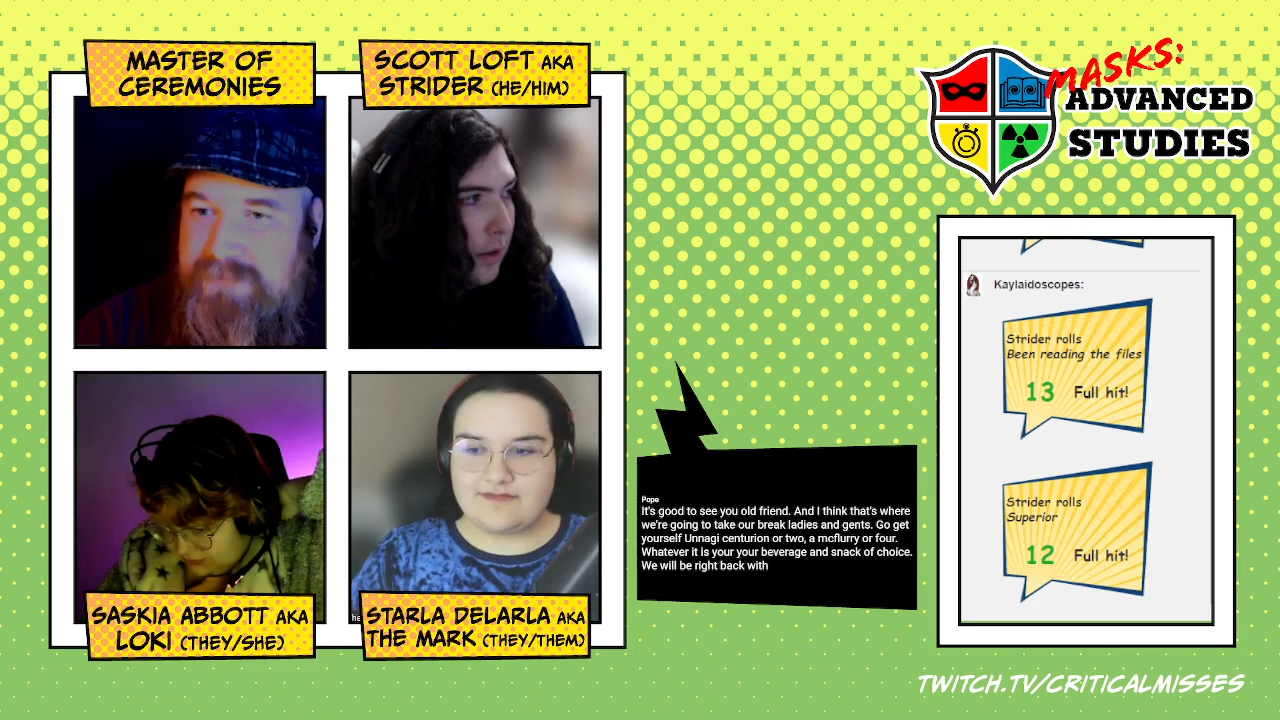 MASTER OF
CEREMONIES
SCOTT LOFT AKA
STRIDER (HE/HIM)
MASKS:
ADVANCED
STUDIES
Kaylaidoscopes:
Strider rolls
Been reading the files
13 Full hit!
Strider rolls
Superior
12 Full hit!
Pope
It's good to see you old friend. And I think that's where
we're going to take our break ladies and gents. Go get
yourself Unnagi centurion or two, a mcflurry or four.
Whatever it is your your beverage and snack of choice.
We will be right back with
he
SASKIA ABBOTT AKA
LOKI (THEY/SHE)
STARLA DELARLA AKA
THE MARK (THEY/THEM)
TWITCH.TV/CRITICALMISSES